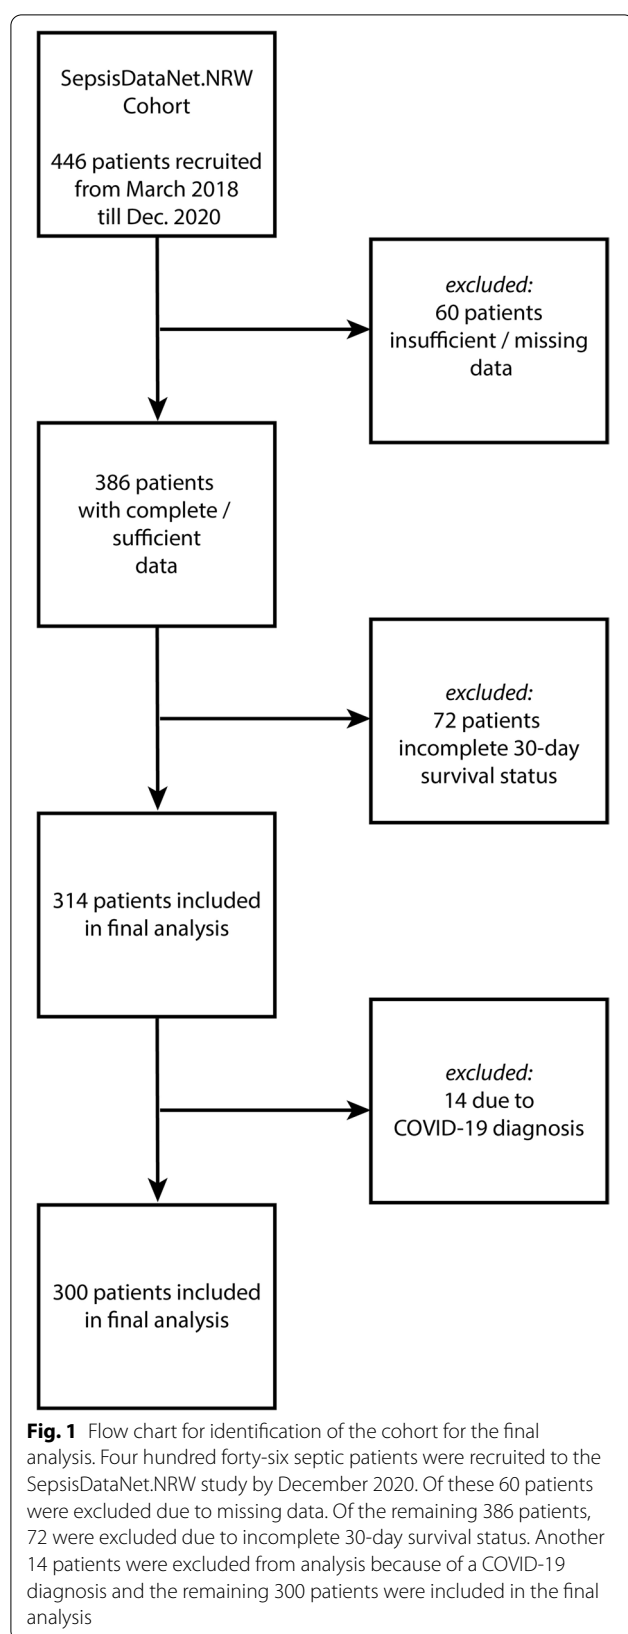 SepsisDataNet.NRW
Cohort
446 patients recruited
from March 2018
till Dec. 2020
excluded:
60 patients
insufficient / missing
data
386 patients
with complete /
sufficient
data
excluded:
72 patients
incomplete 30-day
survival status
314 patients included
in final analysis
excluded:
14 due to
COVID-19 diagnosis
300 patients included
in final analysis
Fig. 1 Flow chart for identification of the cohort for the final
analysis. Four hundred forty-six septic patients were recruited to the
SepsisDataNet.NRW study by December 2020. Of these 60 patients
were excluded due to missing data. Of the remaining 386 patients,
72 were excluded due to incomplete 30-day survival status. Another
14 patients were excluded from analysis because of a COVID-19
diagnosis and the remaining 300 patients were included in the final
analysis